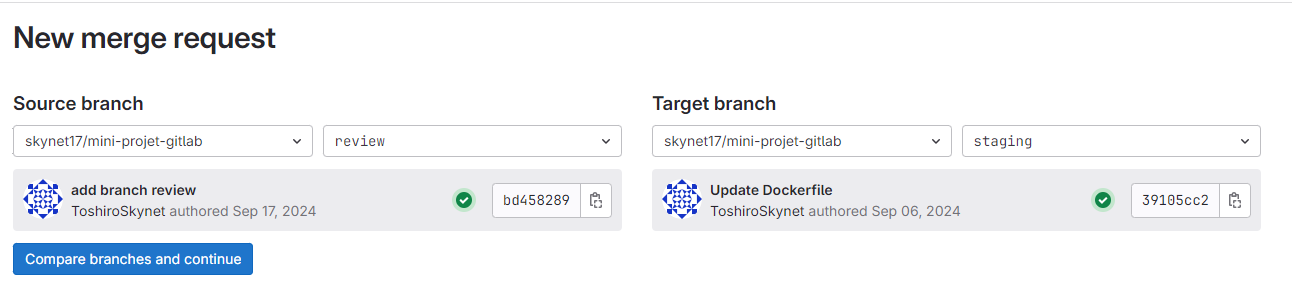 New merge request
Source branch
skynet17/mini-projet-gitlab
review
add branch review
ToshiroSkynet authored Sep 17, 2024
bd458289
Target branch
skynet17/mini-projet-gitlab
staging
Update Dockerfile
ToshiroSkynet authored Sep 06, 2024
39105cc2
Compare branches and continue